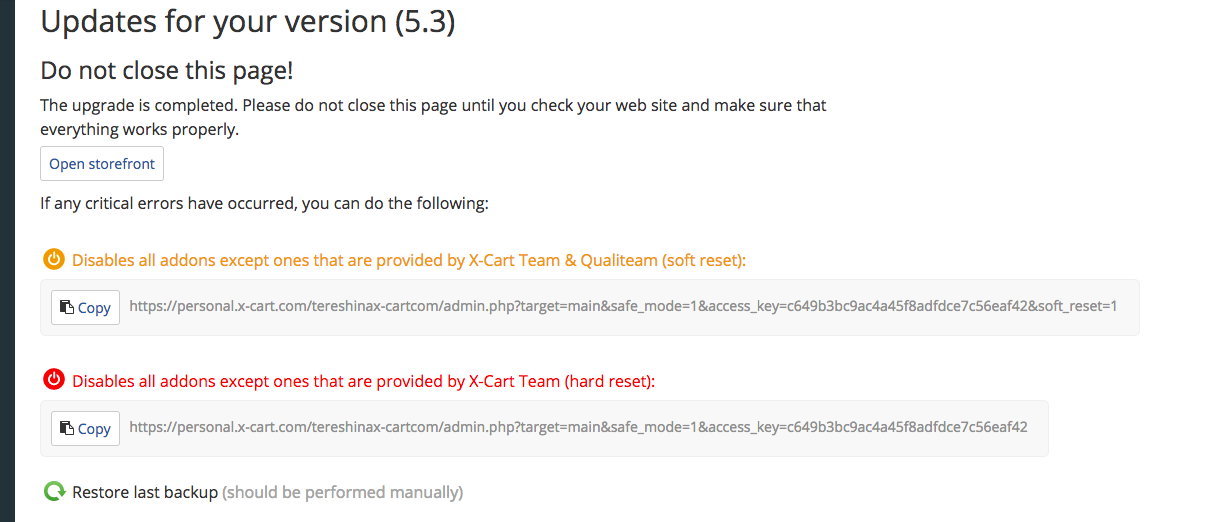 Updates for your version (5.3)
Do not close this page!
The upgrade is completed. Please do not close this page until you check your web site and make sure that
everything works properly.
Open storefront
If any critical errors have occurred, you can do the following:
Disables all addons except ones that are provided by X-Cart Team & Qualiteam (soft reset):
Copy https://personal.x-cart.com/tereshinax-cartcom/admin.php?target=main&safe_mode=1&access_key=c649b3bc9ac4a45f8adfdce7c56eaf42&soft_reset=1
Disables all addons except ones that are provided by X-Cart Team (hard reset):
Copy https://personal.x-cart.com/tereshinax-cartcom/admin.php?target=main&safe_mode=1&access_key=c649b3bc9ac4a45f8adfdce7c56eaf42
Restore last backup (should be performed manually)